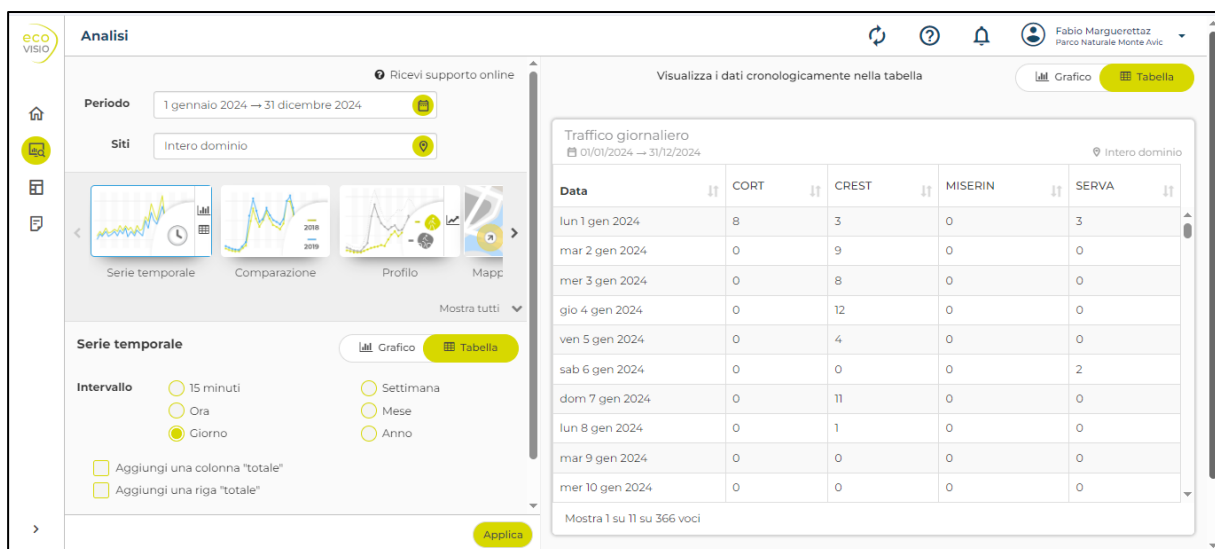 eco
VISIO
Analisi
Fabio Marguerettaz
Parco Naturale Monte Avic
Ricevi supporto online
Periodo
1 gennaio 2024 → 31 dicembre 2024
Siti
Intero dominio
2018
2019
Serie temporale
Comparazione
Profilo
Mapp
Mostra tutti
Serie temporale
Grafico
Tabella
Intervallo
15 minuti
Settimana
Ora
Mese
Giorno
Anno
Aggiungi una colonna "totale"
Aggiungi una riga "totale"
Applica
Visualizza i dati cronologicamente nella tabella
Grafico
Tabella
Traffico giornaliero
01/01/2024 → 31/12/2024
Intero dominio
Data CORT CREST MISERIN SERVA
lun 1 gen 2024 8 3 0 3
mar 2 gen 2024 0 9 0 0
mer 3 gen 2024 0 8 0 0
gio 4 gen 2024 0 12 0 0
ven 5 gen 2024 0 4 0 0
sab 6 gen 2024 0 0 0 2
dom 7 gen 2024 0 11 0 0
lun 8 gen 2024 0 1 0 0
mar 9 gen 2024 0 0 0 0
mer 10 gen 2024 0 0 0 0
Mostra 1 su 11 su 366 voci